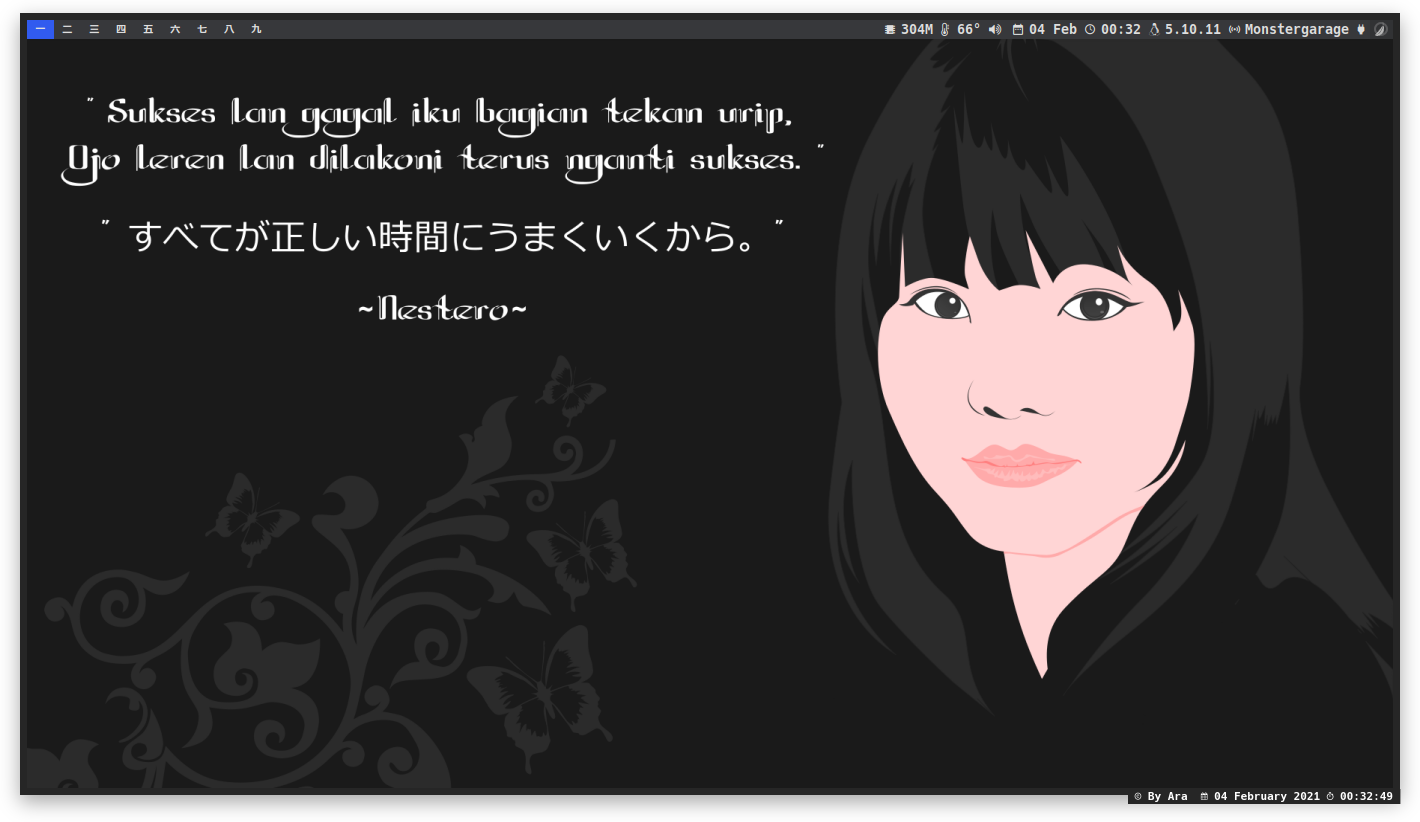 一 二 三 四 五 六 七 八 九 304M 66° 04 Feb 00:32 5.10.11 Monstergarage
" Sukses lan gagal iku bagian tekan urip,
Ojo leren lan dilakoni terus nganti sukses. "
" すべてが正しい時間にうまくいくから。 "
~Nestero~
© By Ara 04 February 2021 00:32:49